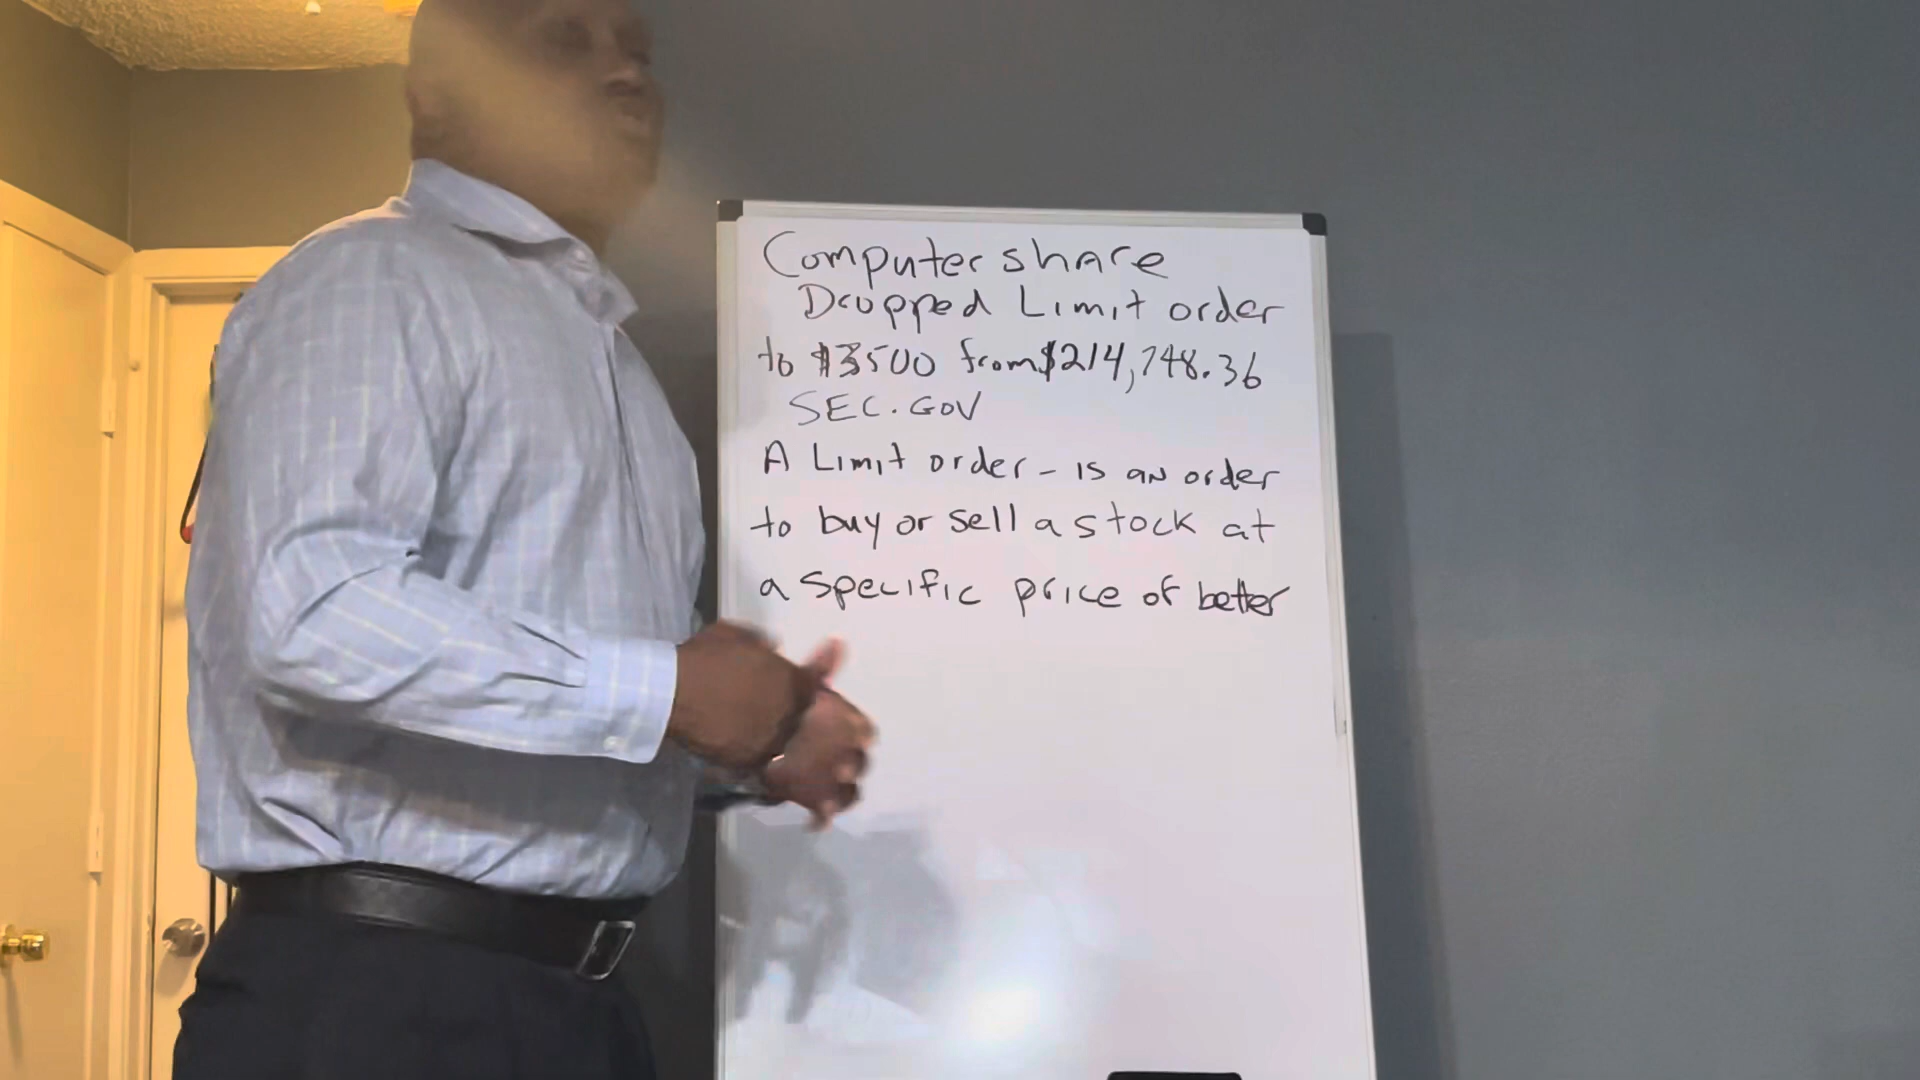 Computershare
Dropped Limit order
to $3500 from $214,748.36
SEC.GOV
A Limit order - is an order
to buy or sell a stock at
a specific price of better